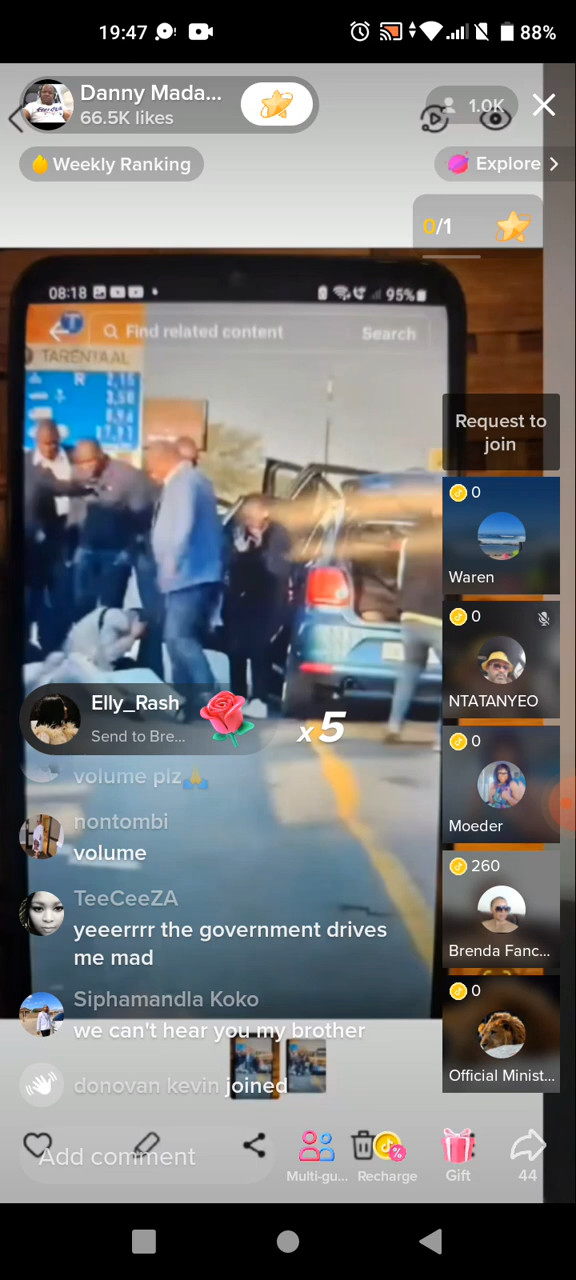 19:47
88%
Danny Mada...
66.5K likes
1.0K
Weekly Ranking
Explore
0/1
08:18
95%
Find related content
Search
TARENTAAL
R
Request to
join
0
Waren
0
NTATANYEO
0
Moeder
260
Brenda Fanc...
0
Official Minist...
Elly_Rash
Send to Bre...
x5
volume plz🙏
nontombi
volume
TeeCeeZA
yeeerrrr the government drives
me mad
Siphamandla Koko
we can't hear you my brother
donovan kevin joined
Add comment
Multi-gu...
Recharge
Gift
44